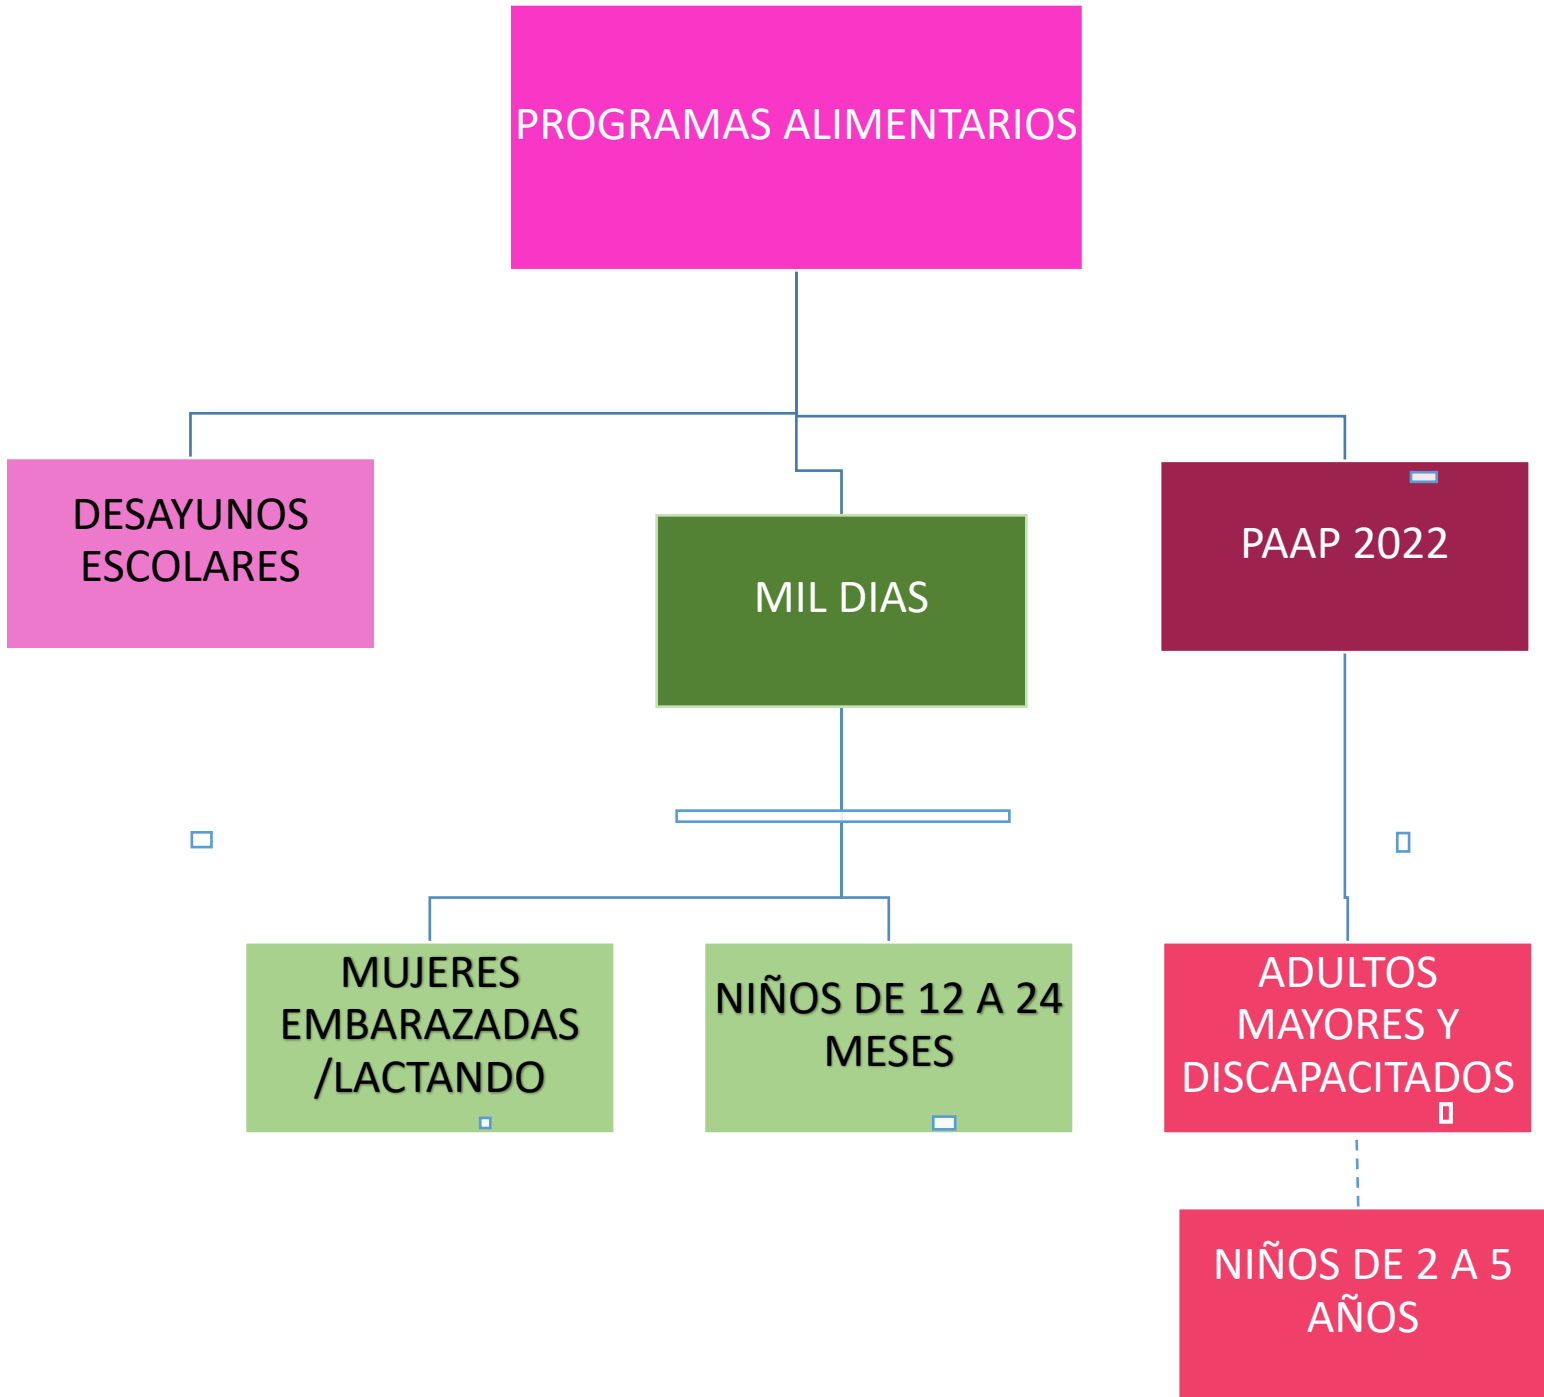 PROGRAMAS ALIMENTARIOS
DESAYUNOS
ESCOLARES
MIL DIAS
PAAP 2022
MUJERES
EMBARAZADAS
/LACTANDO
NIÑOS DE 12 A 24
MESES
ADULTOS
MAYORES Y
DISCAPACITADOS
NIÑOS DE 2 A 5
AÑOS